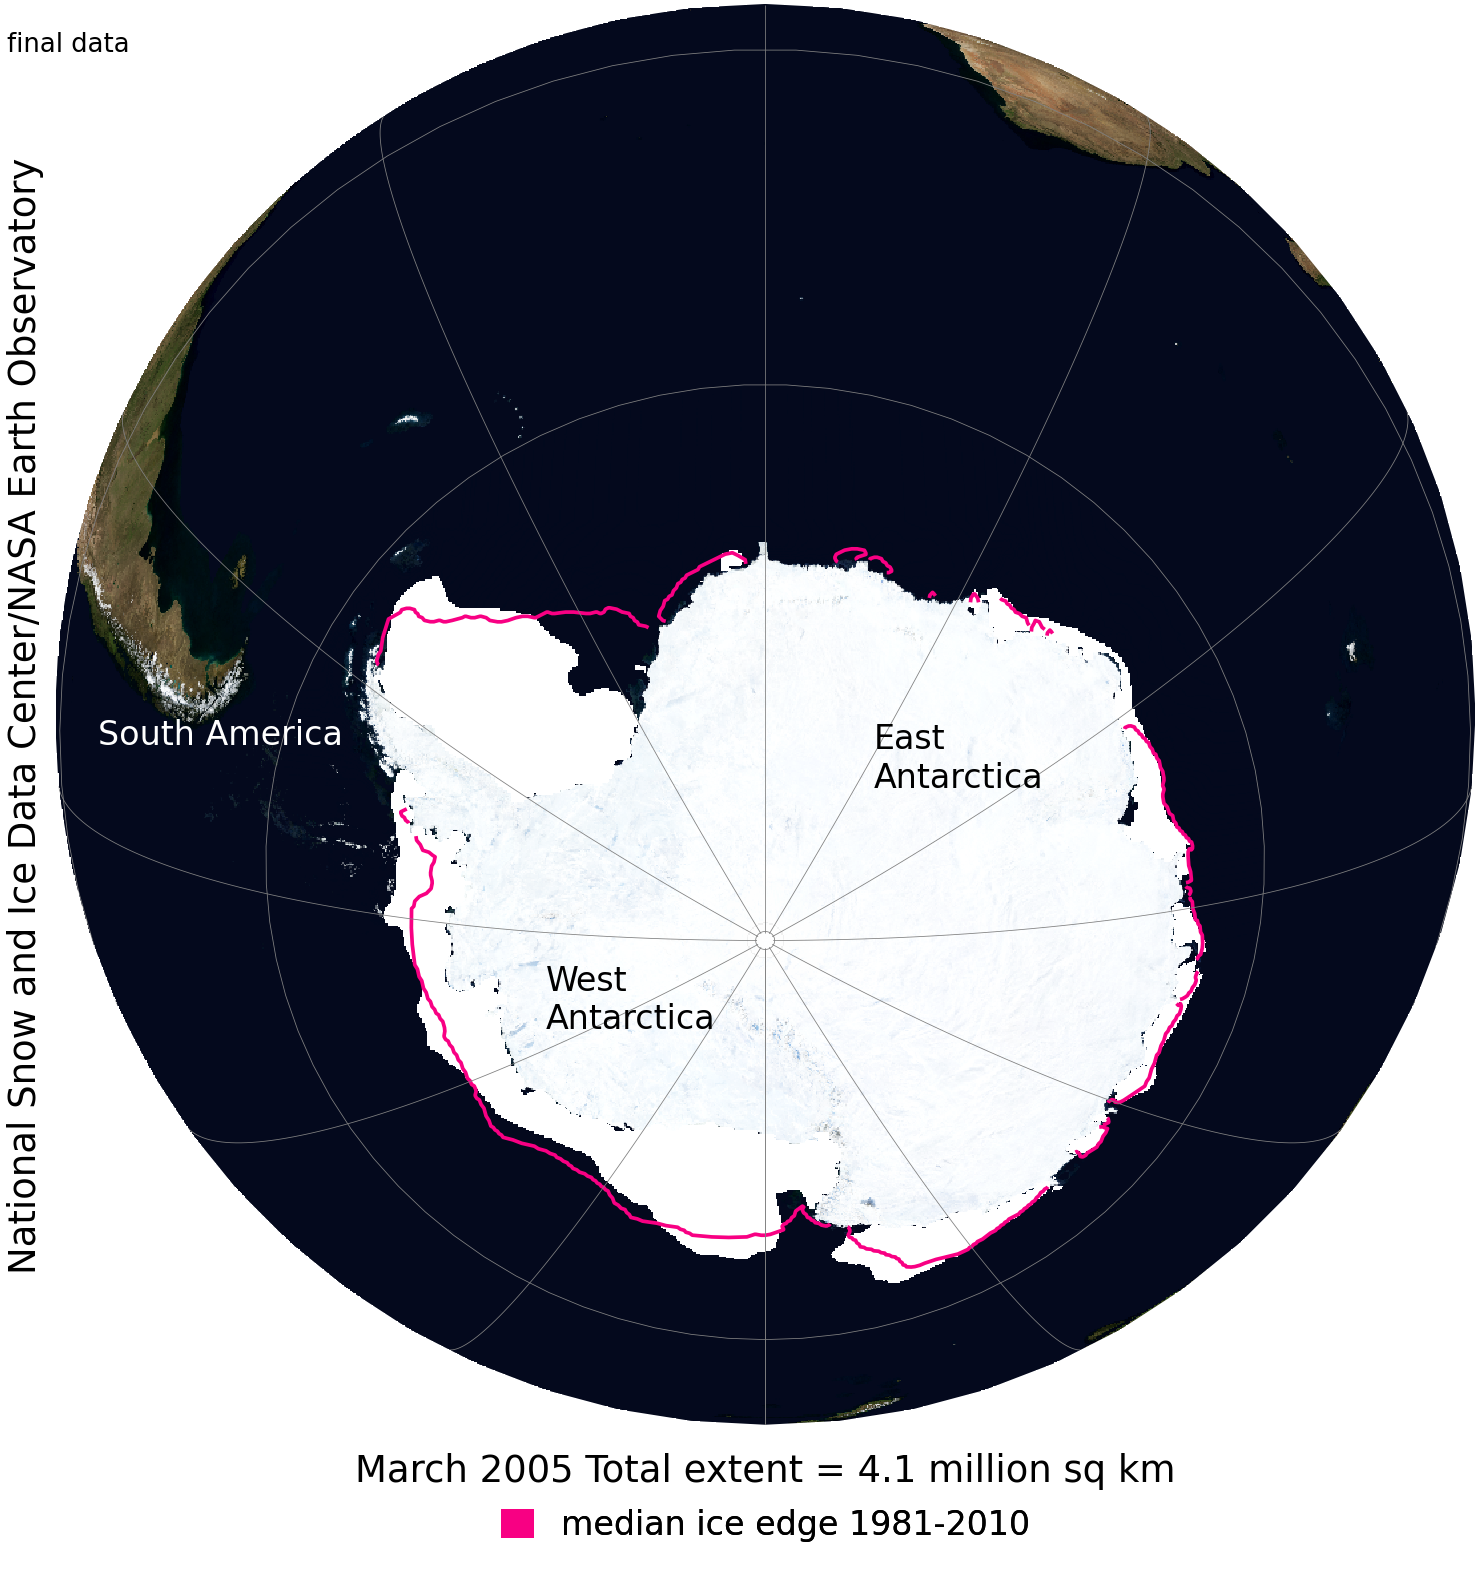 final data
National Snow and Ice Data Center/NASA Earth Observatory
South America
East
Antarctica
West
Antarctica
March 2005 Total extent = 4.1 million sq km
median ice edge 1981-2010